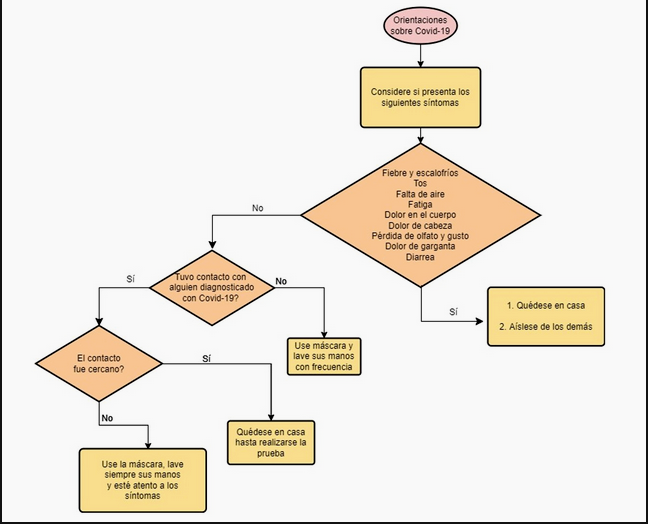 Orientaciones
sobre Covid-19
Considere si presenta los
siguientes síntomas
Fiebre y escalofríos
Tos
Falta de aire
Fatiga
Dolor en el cuerpo
Dolor de cabeza
Pérdida de olfato y gusto
Dolor de garganta
Diarrea
No
Sí
1. Quédese en casa
2. Aíslese de los demás
Tuvo contacto con
alguien diagnosticado
con Covid-19?
Sí
No
Use máscara y
lave sus manos
con frecuencia
El contacto
fue cercano?
Sí
Quédese en casa
hasta realizarse la
prueba
No
Use la máscara, lave
siempre sus manos
y esté atento a los
síntomas